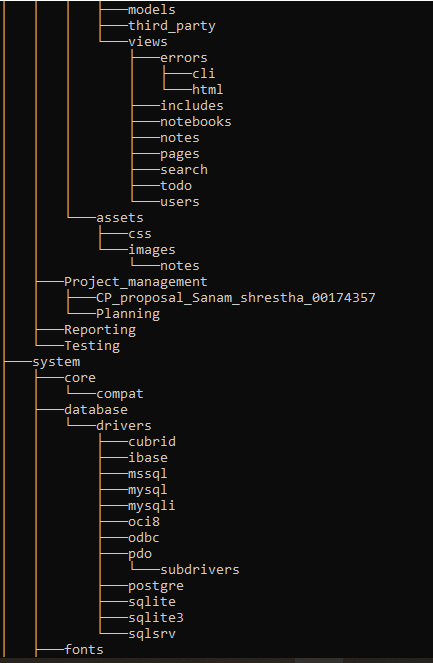 models
third_party
views
errors
cli
html
includes
notebooks
notes
pages
search
todo
users
assets
css
images
notes
Project_management
CP_proposal_Sanam_shrestha_00174357
Planning
Reporting
Testing
system
core
compat
database
drivers
cubrid
ibase
mssql
mysql
mysqli
oci8
odbc
pdo
subdrivers
postgre
sqlite
sqlite3
sqlsrv
fonts